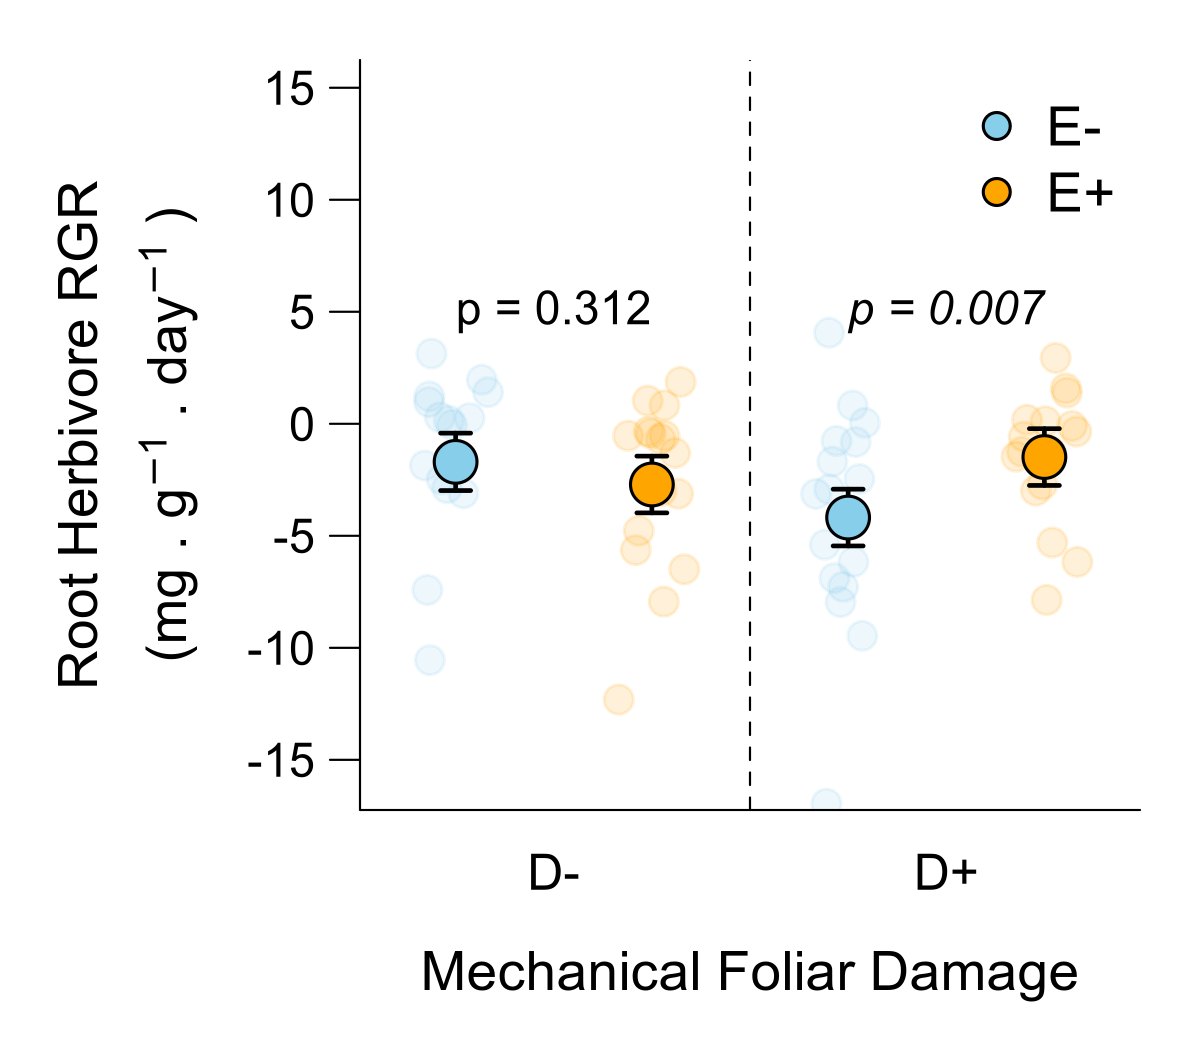 Root Herbivore RGR
(mg . g⁻¹ . day⁻¹ )
15
10
5
0
-5
-10
-15
E-
E+
p = 0.312
p = 0.007
D-
D+
Mechanical Foliar Damage